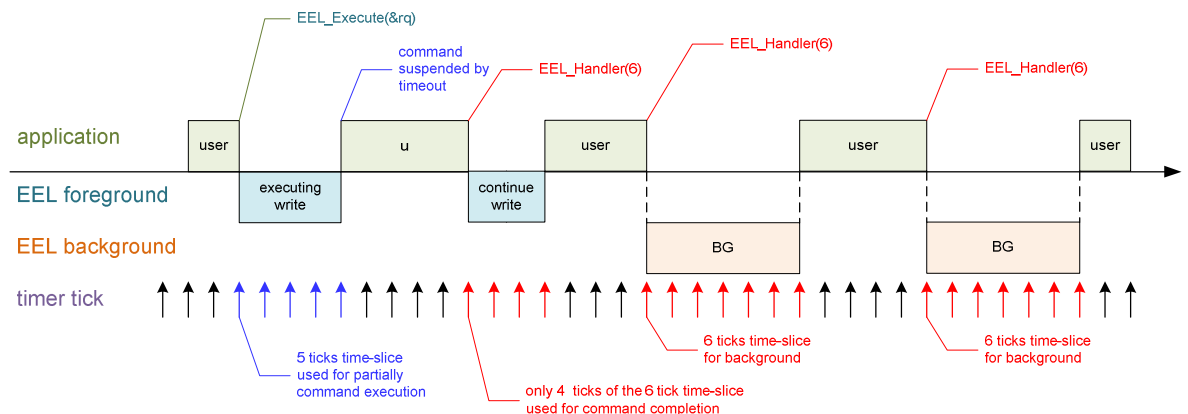 EEL_Execute(&rq)
command
suspended by
timeout
EEL_Handler(6)
EEL_Handler(6)
EEL_Handler(6)
application
user
u
user
user
user
EEL foreground
executing
write
continue
write
EEL background
BG
BG
timer tick
5 ticks time-slice
used for partially
command execution
only 4 ticks of the 6 tick time-slice
used for command completion
6 ticks time-slice
for background
6 ticks time-slice
for background